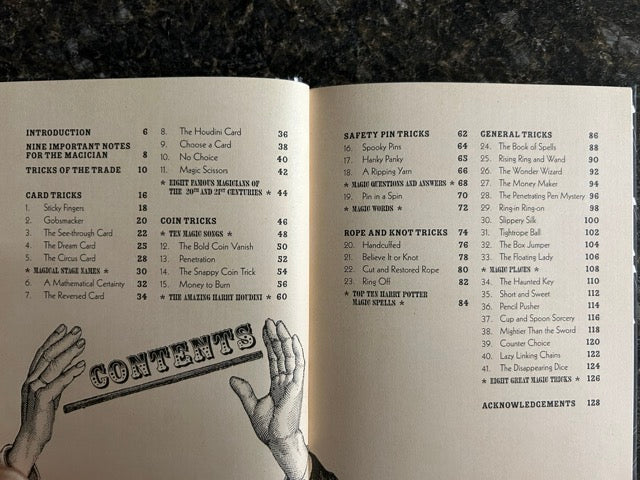 INTRODUCTION 6
NINE IMPORTANT NOTES
FOR THE MAGICIAN 8
TRICKS OF THE TRADE 10
CARD TRICKS 16
1. Sticky Fingers 18
2. Gobsmacker 20
3. The See-through Card 22
4. The Dream Card 25
5. The Circus Card 28
★ MAGICAL STAGE NAMES ★ 30
6. A Mathematical Certainty 32
7. The Reversed Card 34
8. The Houdini Card 36
9. Choose a Card 38
10. No Choice 40
11. Magic Scissors 42
★ EIGHT FAMOUS MAGICIANS OF
THE 20TH AND 21ST CENTURIES ★ 44
COIN TRICKS 46
★ TEN MAGIC SONGS ★ 48
12. The Bold Coin Vanish 50
13. Penetration 52
14. The Snappy Coin Trick 54
15. Money to Burn 56
★ THE AMAZING HARRY HOUDINI ★ 60
CONTENTS
SAFETY PIN TRICKS 62
16. Spooky Pins 64
17. Hanky Panky 65
18. A Ripping Yarn 66
★ MAGIC QUESTIONS AND ANSWERS ★ 68
19. Pin in a Spin 70
★ MAGIC WORDS ★ 72
ROPE AND KNOT TRICKS 74
20. Handcuffed 76
21. Believe It or Knot 78
22. Cut and Restored Rope 80
23. Ring Off 82
★ TOP TEN HARRY POTTER
MAGIC SPELLS ★ 84
GENERAL TRICKS 86
24. The Book of Spells 88
25. Rising Ring and Wand 90
26. The Wonder Wizard 92
27. The Money Maker 94
28. The Penetrating Pen Mystery 96
29. Ring-in Ring-on 98
30. Slippery Silk 100
31. Tightrope Ball 102
32. The Box Jumper 104
33. The Floating Lady 106
★ MAGIC PLACES ★ 108
34. The Haunted Key 110
35. Short and Sweet 112
36. Pencil Pusher 114
37. Cup and Spoon Sorcery 116
38. Mightier Than the Sword 118
39. Counter Choice 120
40. Lazy Linking Chains 122
41. The Disappearing Dice 124
★ EIGHT GREAT MAGIC TRICKS ★ 126
ACKNOWLEDGEMENTS 128